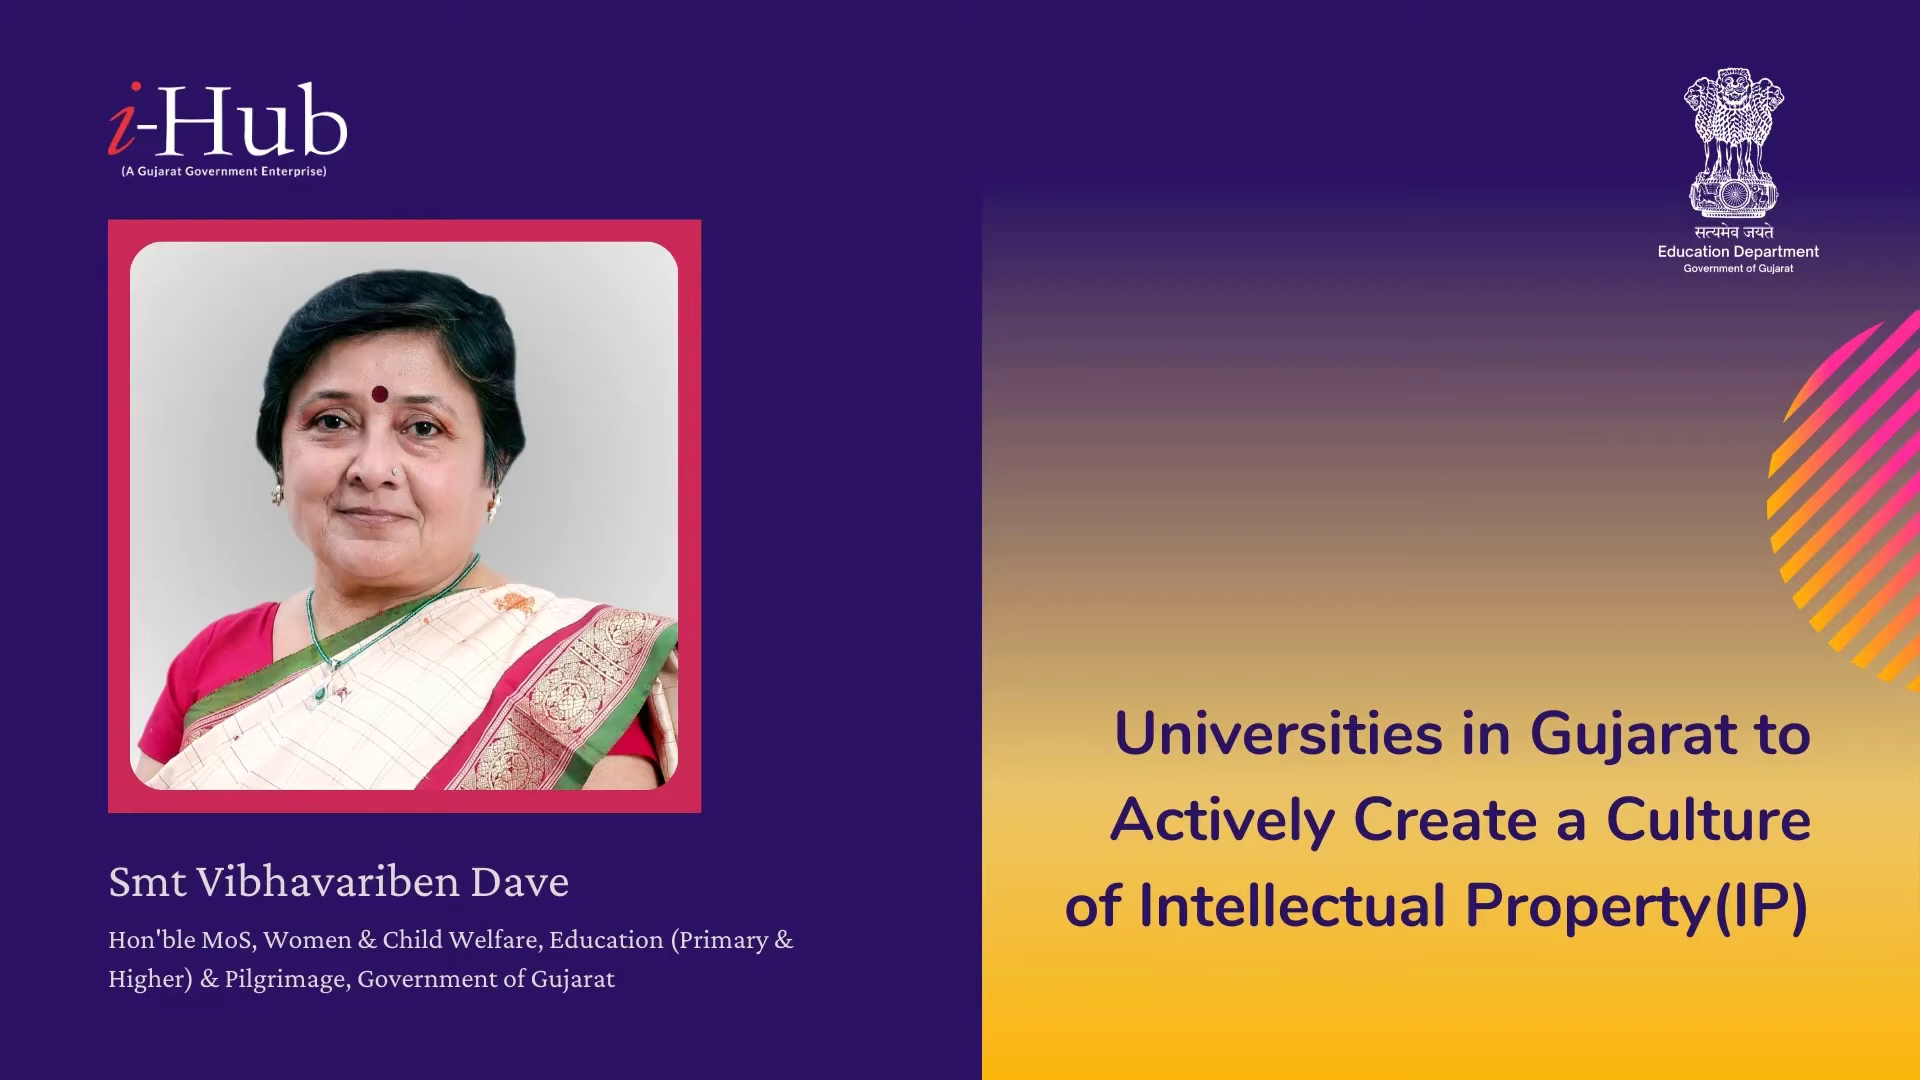 i-Hub
(A Gujarat Government Enterprise)
सत्यमेव जयते
Education Department
Government of Gujarat
Smt Vibhavariben Dave
Hon'ble MoS, Women & Child Welfare, Education (Primary &
Higher) & Pilgrimage, Government of Gujarat
Universities in Gujarat to
Actively Create a Culture
of Intellectual Property(IP)